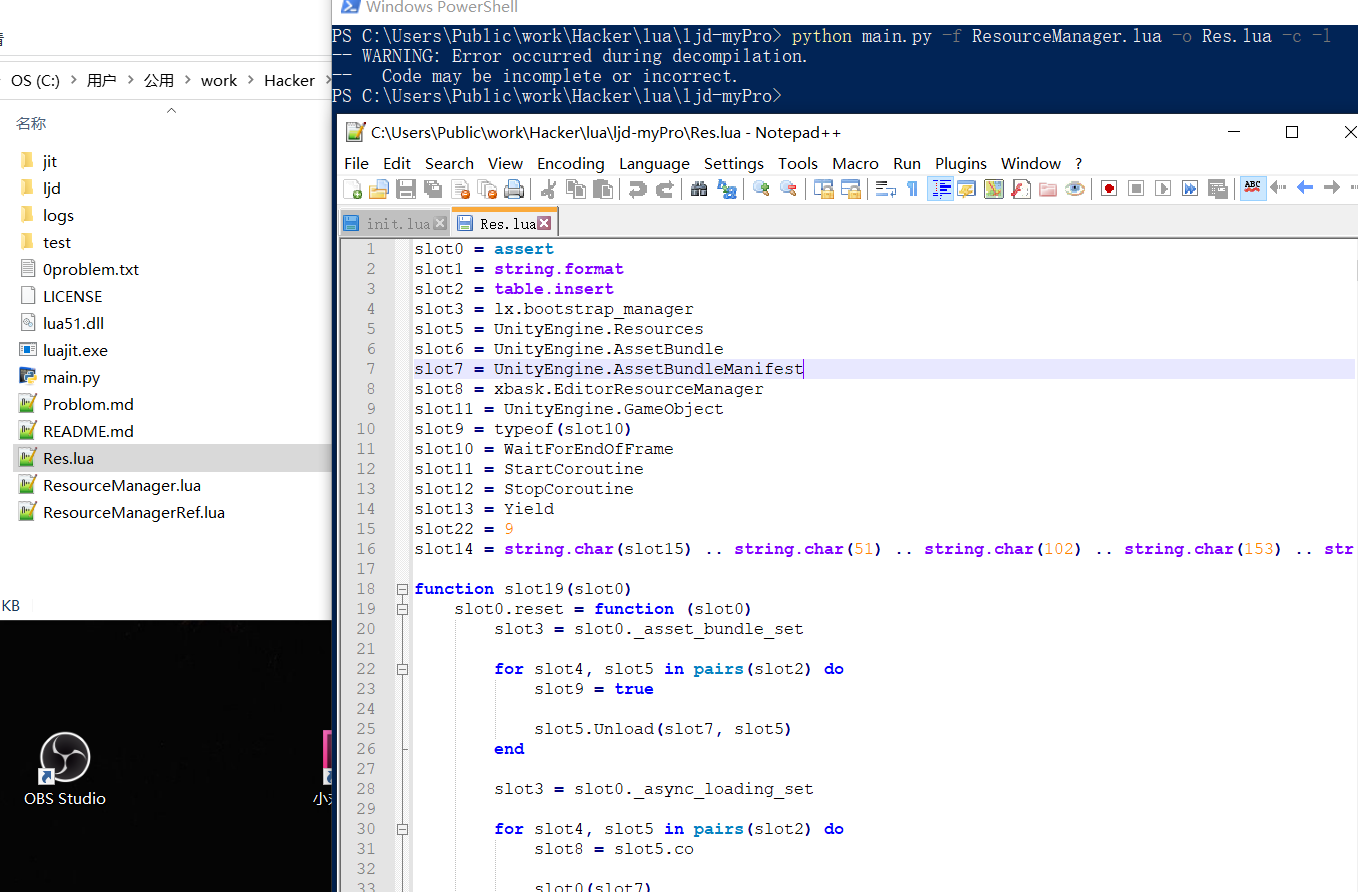 Windows PowerShell
PS C:\Users\Public\work\Hacker\lua\ljd-myPro> python main.py -f ResourceManager.lua -o Res.lua -c -l
-- WARNING: Error occurred during decompilation.
--   Code may be incomplete or incorrect.
PS C:\Users\Public\work\Hacker\lua\ljd-myPro>
OS (C:) > 用户 > 公用 > work > Hacker >
名称
jit
ljd
logs
test
0problem.txt
LICENSE
lua51.dll
luajit.exe
main.py
Problom.md
README.md
Res.lua
ResourceManager.lua
ResourceManagerRef.lua
KB
OBS Studio
C:\Users\Public\work\Hacker\lua\ljd-myPro\Res.lua - Notepad++
File Edit Search View Encoding Language Settings Tools Macro Run Plugins Window ?
ABC
init.lua Res.lua
1 slot0 = assert
2 slot1 = string.format
3 slot2 = table.insert
4 slot3 = lx.bootstrap_manager
5 slot5 = UnityEngine.Resources
6 slot6 = UnityEngine.AssetBundle
7 slot7 = UnityEngine.AssetBundleManifest
8 slot8 = xbask.EditorResourceManager
9 slot11 = UnityEngine.GameObject
10 slot9 = typeof(slot10)
11 slot10 = WaitForEndOfFrame
12 slot11 = StartCoroutine
13 slot12 = StopCoroutine
14 slot13 = Yield
15 slot22 = 9
16 slot14 = string.char(slot15) .. string.char(51) .. string.char(102) .. string.char(153) .. str
17
18 function slot19(slot0)
19     slot0.reset = function (slot0)
20         slot3 = slot0._asset_bundle_set
21
22         for slot4, slot5 in pairs(slot2) do
23             slot9 = true
24
25             slot5.Unload(slot7, slot5)
26         end
27
28         slot3 = slot0._async_loading_set
29
30         for slot4, slot5 in pairs(slot2) do
31             slot8 = slot5.co
32
33             slot0(slot7)